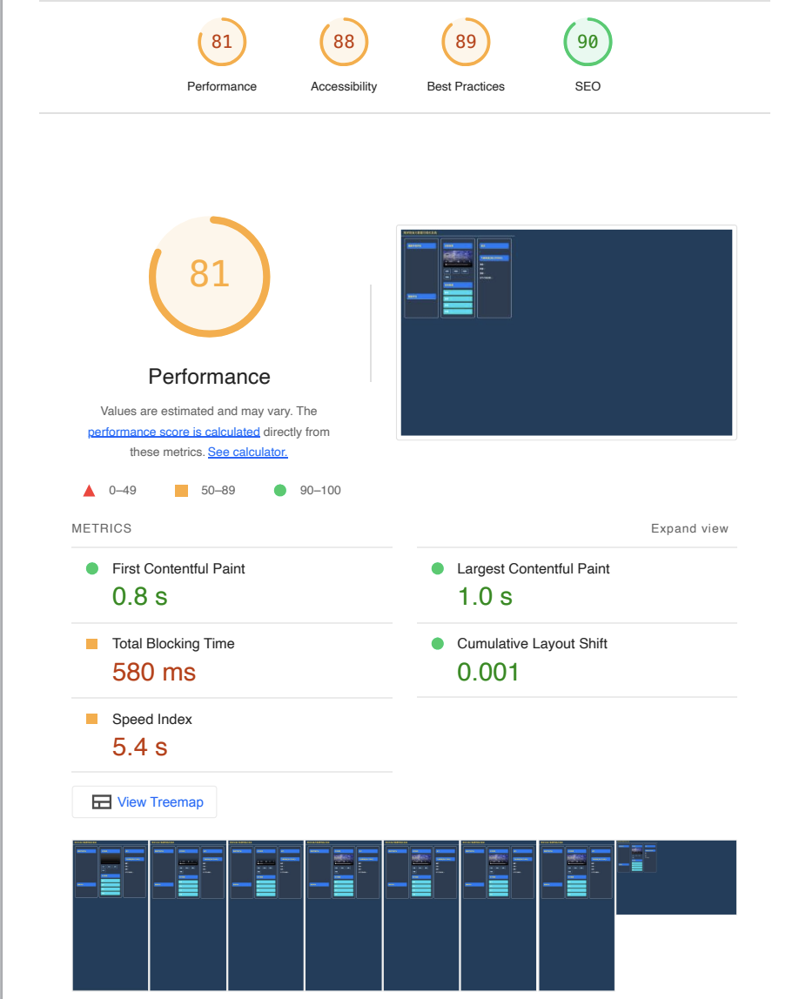 81
88
89
90
Performance
Accessibility
Best Practices
SEO
81
Performance
Values are estimated and may vary. The
performance score is calculated directly from
these metrics. See calculator.
0–49
50–89
90–100
METRICS
Expand view
First Contentful Paint
0.8 s
Largest Contentful Paint
1.0 s
Total Blocking Time
580 ms
Cumulative Layout Shift
0.001
Speed Index
5.4 s
View Treemap